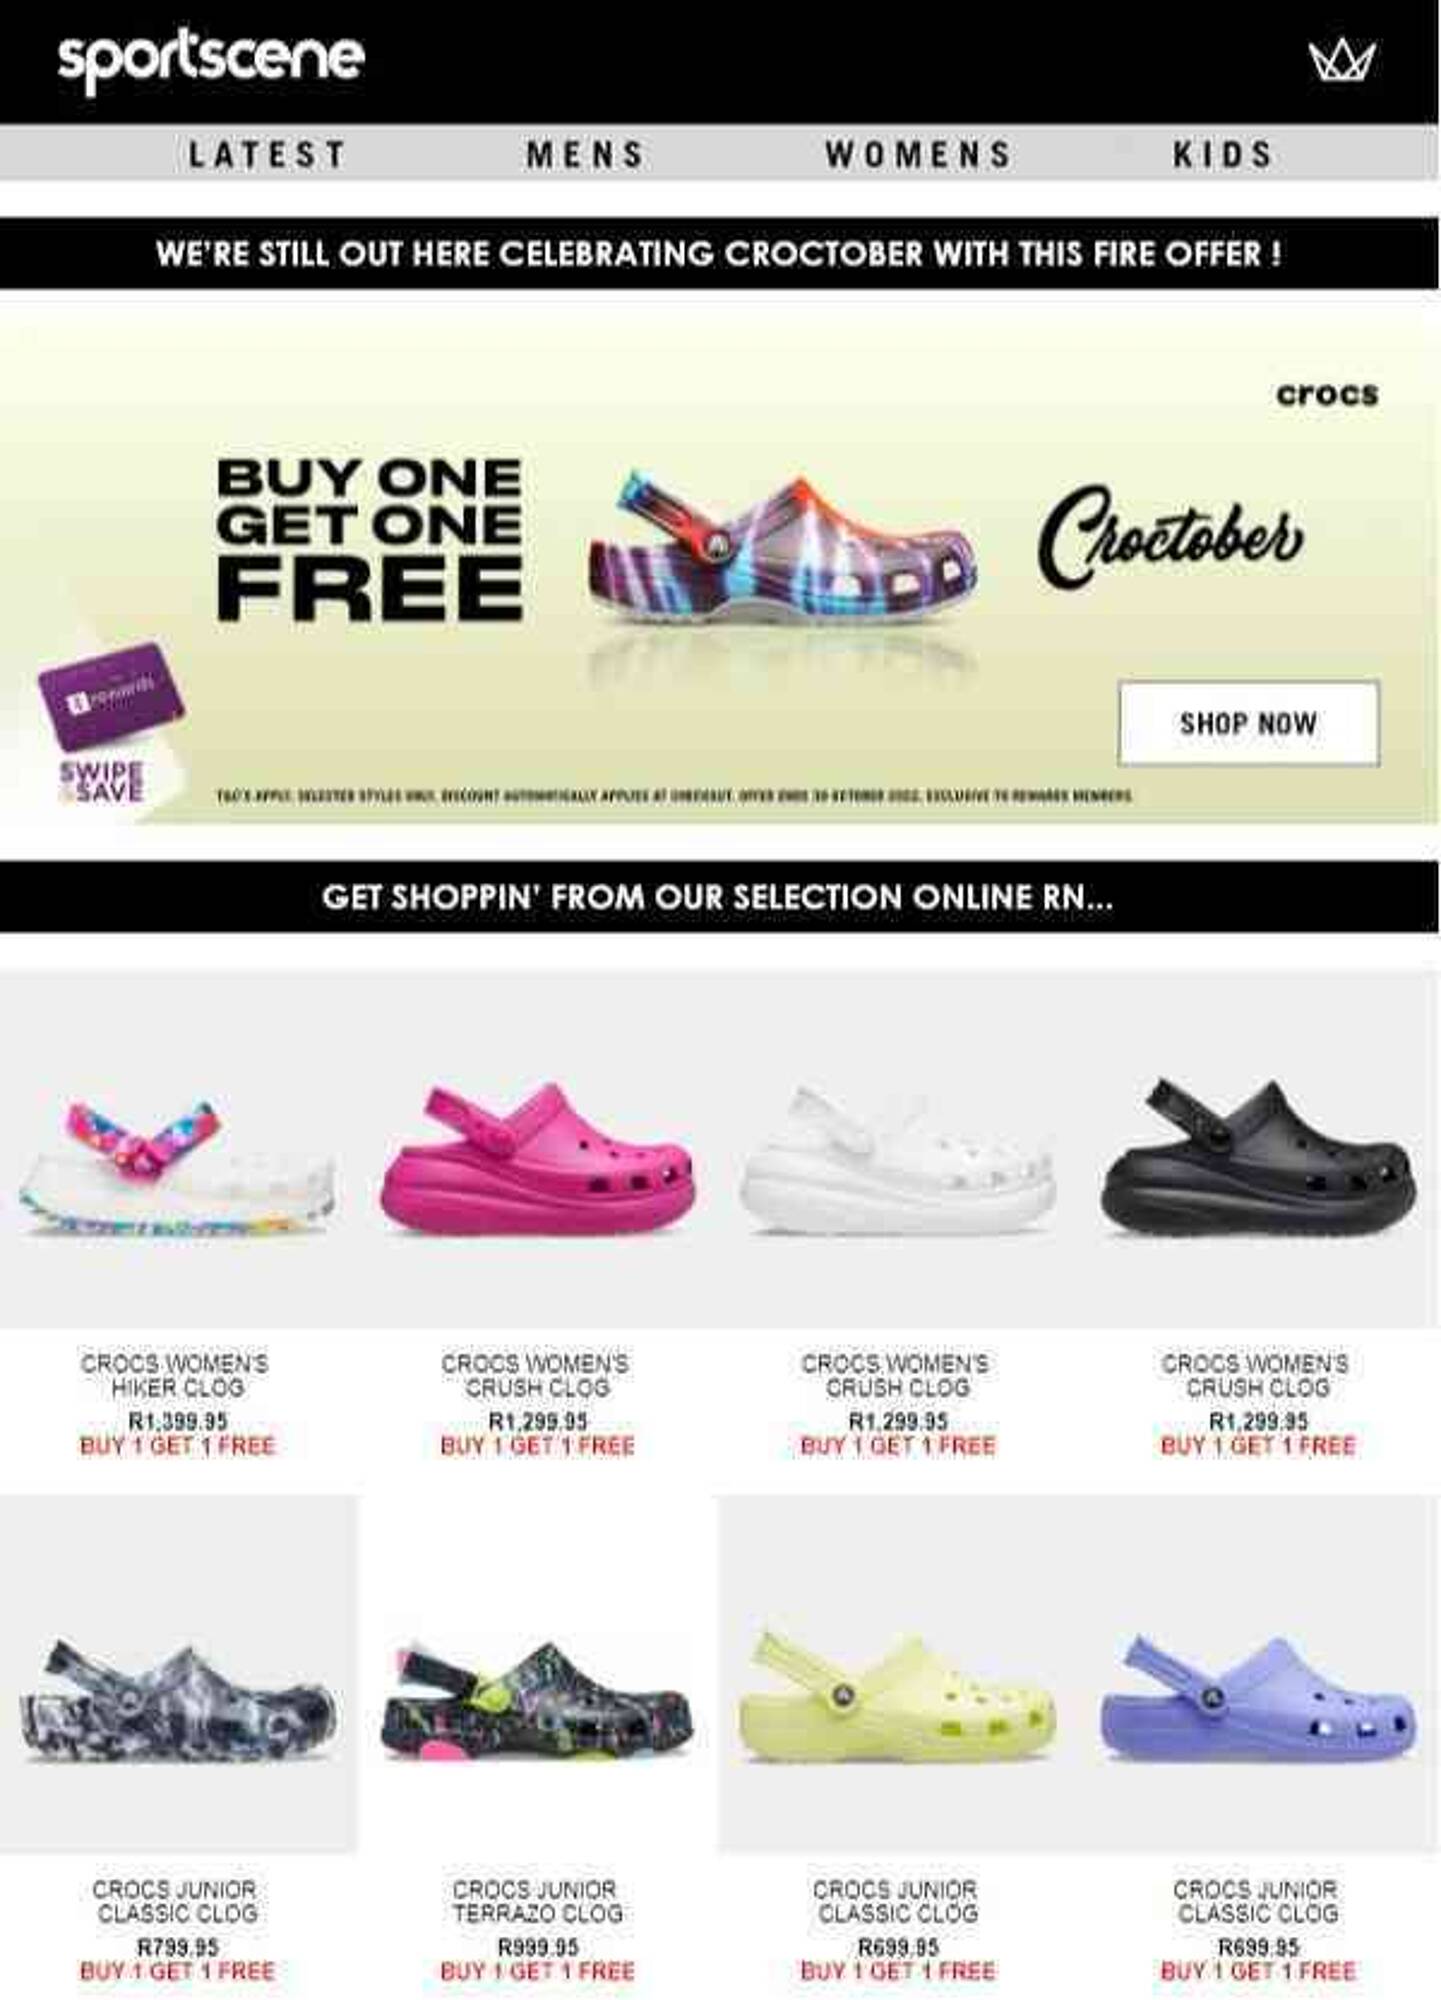 sportscene
LATEST MENS WOMENS KIDS
WE'RE STILL OUT HERE CELEBRATING CROCTOBER WITH THIS FIRE OFFER !
crocs
BUY ONE
GET ONE
FREE
Croctober
rewards
SWIPE
&SAVE
SHOP NOW
T&C'S APPLY. SELECTED STYLES ONLY. DISCOUNT AUTOMATICALLY APPLIES AT CHECKOUT. OFFER ENDS 30 OCTOBER 2022. EXCLUSIVE TO REWARDS MEMBERS.
GET SHOPPIN' FROM OUR SELECTION ONLINE RN...
CROCS WOMEN'S CROCS WOMEN'S CROCS WOMEN'S CROCS WOMEN'S
HIKER CLOG CRUSH CLOG CRUSH CLOG CRUSH CLOG
R1,399.95 R1,299.95 R1,299.95 R1,299.95
BUY 1 GET 1 FREE BUY 1 GET 1 FREE BUY 1 GET 1 FREE BUY 1 GET 1 FREE
CROCS JUNIOR CROCS JUNIOR CROCS JUNIOR CROCS JUNIOR
CLASSIC CLOG TERRAZO CLOG CLASSIC CLOG CLASSIC CLOG
R799.95 R999.95 R699.95 R699.95
BUY 1 GET 1 FREE BUY 1 GET 1 FREE BUY 1 GET 1 FREE BUY 1 GET 1 FREE